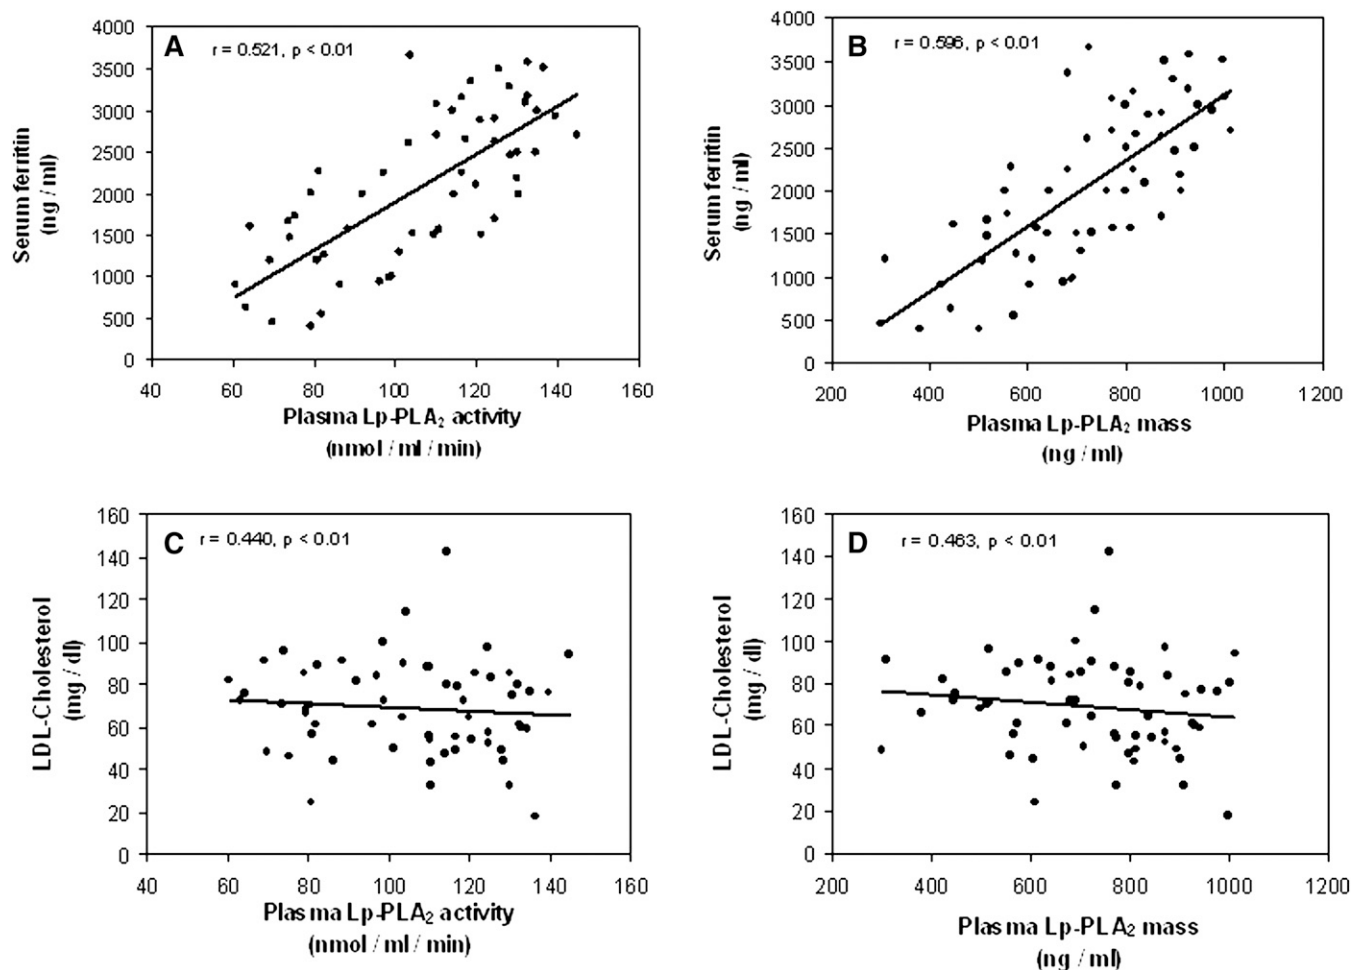 A
r = 0.521, p < 0.01
4000
3500
3000
2500
2000
1500
1000
500
0
Serum ferritin
(ng / ml)
40 60 80 100 120 140 160
Plasma Lp-PLA₂ activity
(nmol / ml / min)
B
r = 0.596, p < 0.01
4000
3500
3000
2500
2000
1500
1000
500
0
Serum ferritin
(ng / ml)
200 400 600 800 1000 1200
Plasma Lp-PLA₂ mass
(ng / ml)
C
r = 0.440, p < 0.01
160
140
120
100
80
60
40
20
0
LDL-Cholesterol
(mg / dl)
40 60 80 100 120 140 160
Plasma Lp-PLA₂ activity
(nmol / ml / min)
D
r = 0.463, p < 0.01
160
140
120
100
80
60
40
20
0
LDL-Cholesterol
(mg / dl)
200 400 600 800 1000 1200
Plasma Lp-PLA₂ mass
(ng / ml)